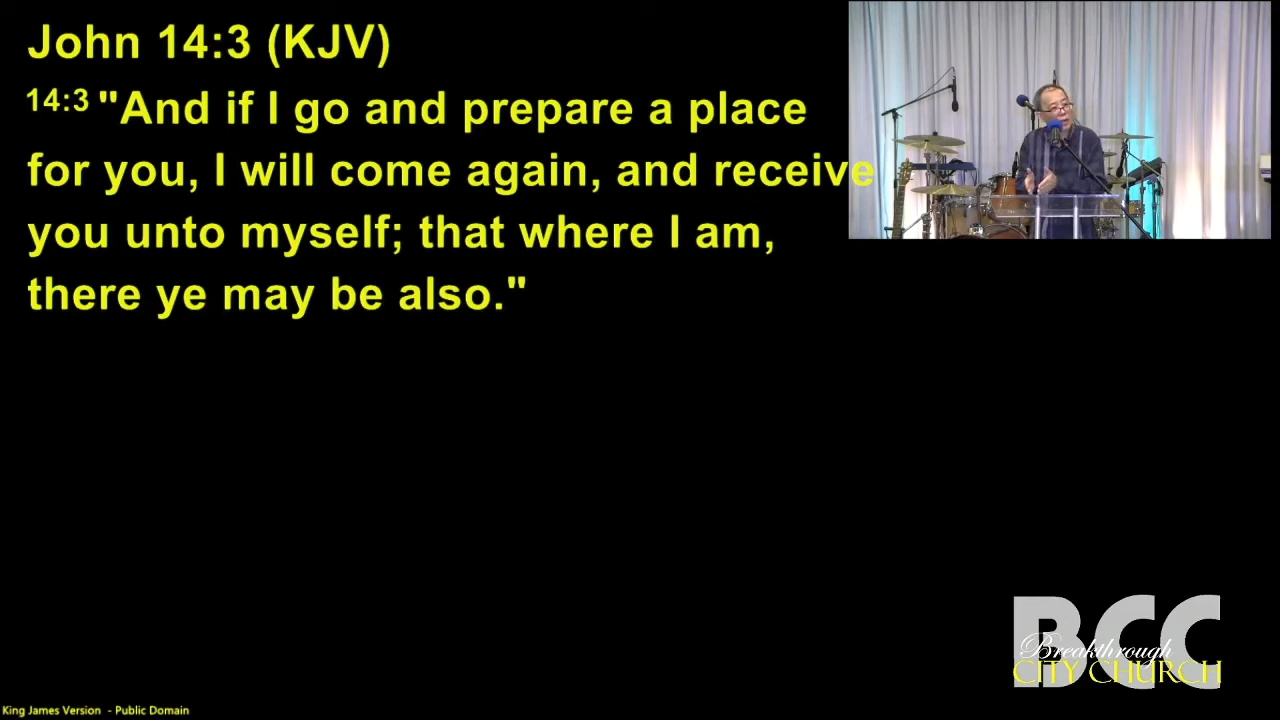 John 14:3 (KJV)
14:3 "And if I go and prepare a place
for you, I will come again, and receive
you unto myself; that where I am,
there ye may be also."
BCC
Breakthrough
CITY CHURCH
King James Version - Public Domain